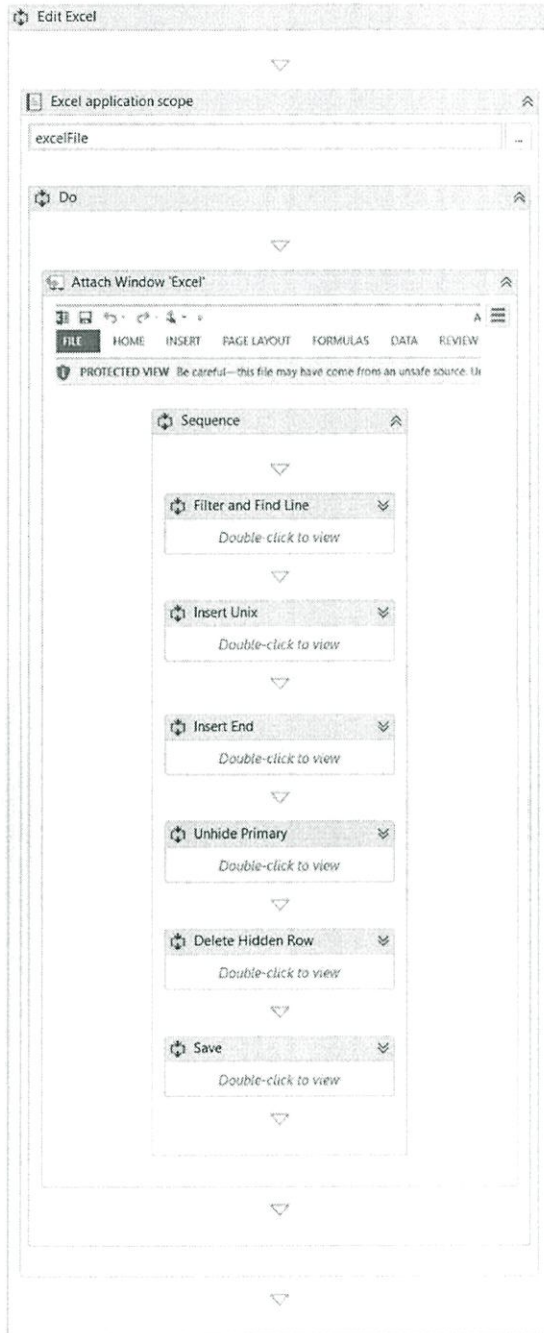 Edit Excel
Excel application scope
excelFile
...
Do
Attach Window 'Excel'
A
FILE HOME INSERT PAGE LAYOUT FORMULAS DATA REVIEW
PROTECTED VIEW Be careful—this file may have come from an unsafe source.
Sequence
Filter and Find Line
Double-click to view
Insert Unix
Double-click to view
Insert End
Double-click to view
Unhide Primary
Double-click to view
Delete Hidden Row
Double-click to view
Save
Double-click to view